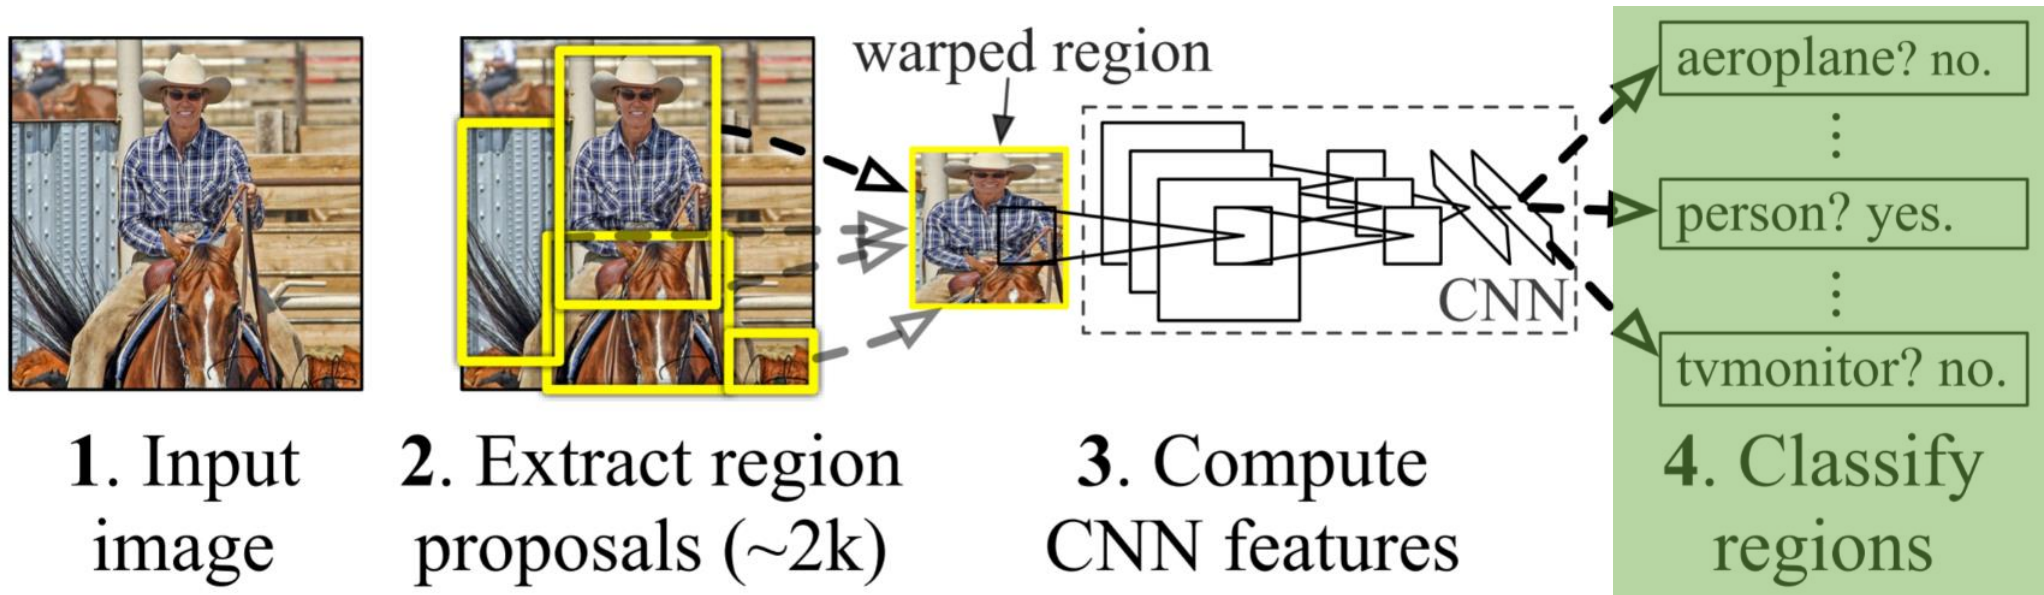 warped region
CNN
aeroplane? no.
person? yes.
tvmonitor? no.
1. Input
image
2. Extract region
proposals (~2k)
3. Compute
CNN features
4. Classify
regions